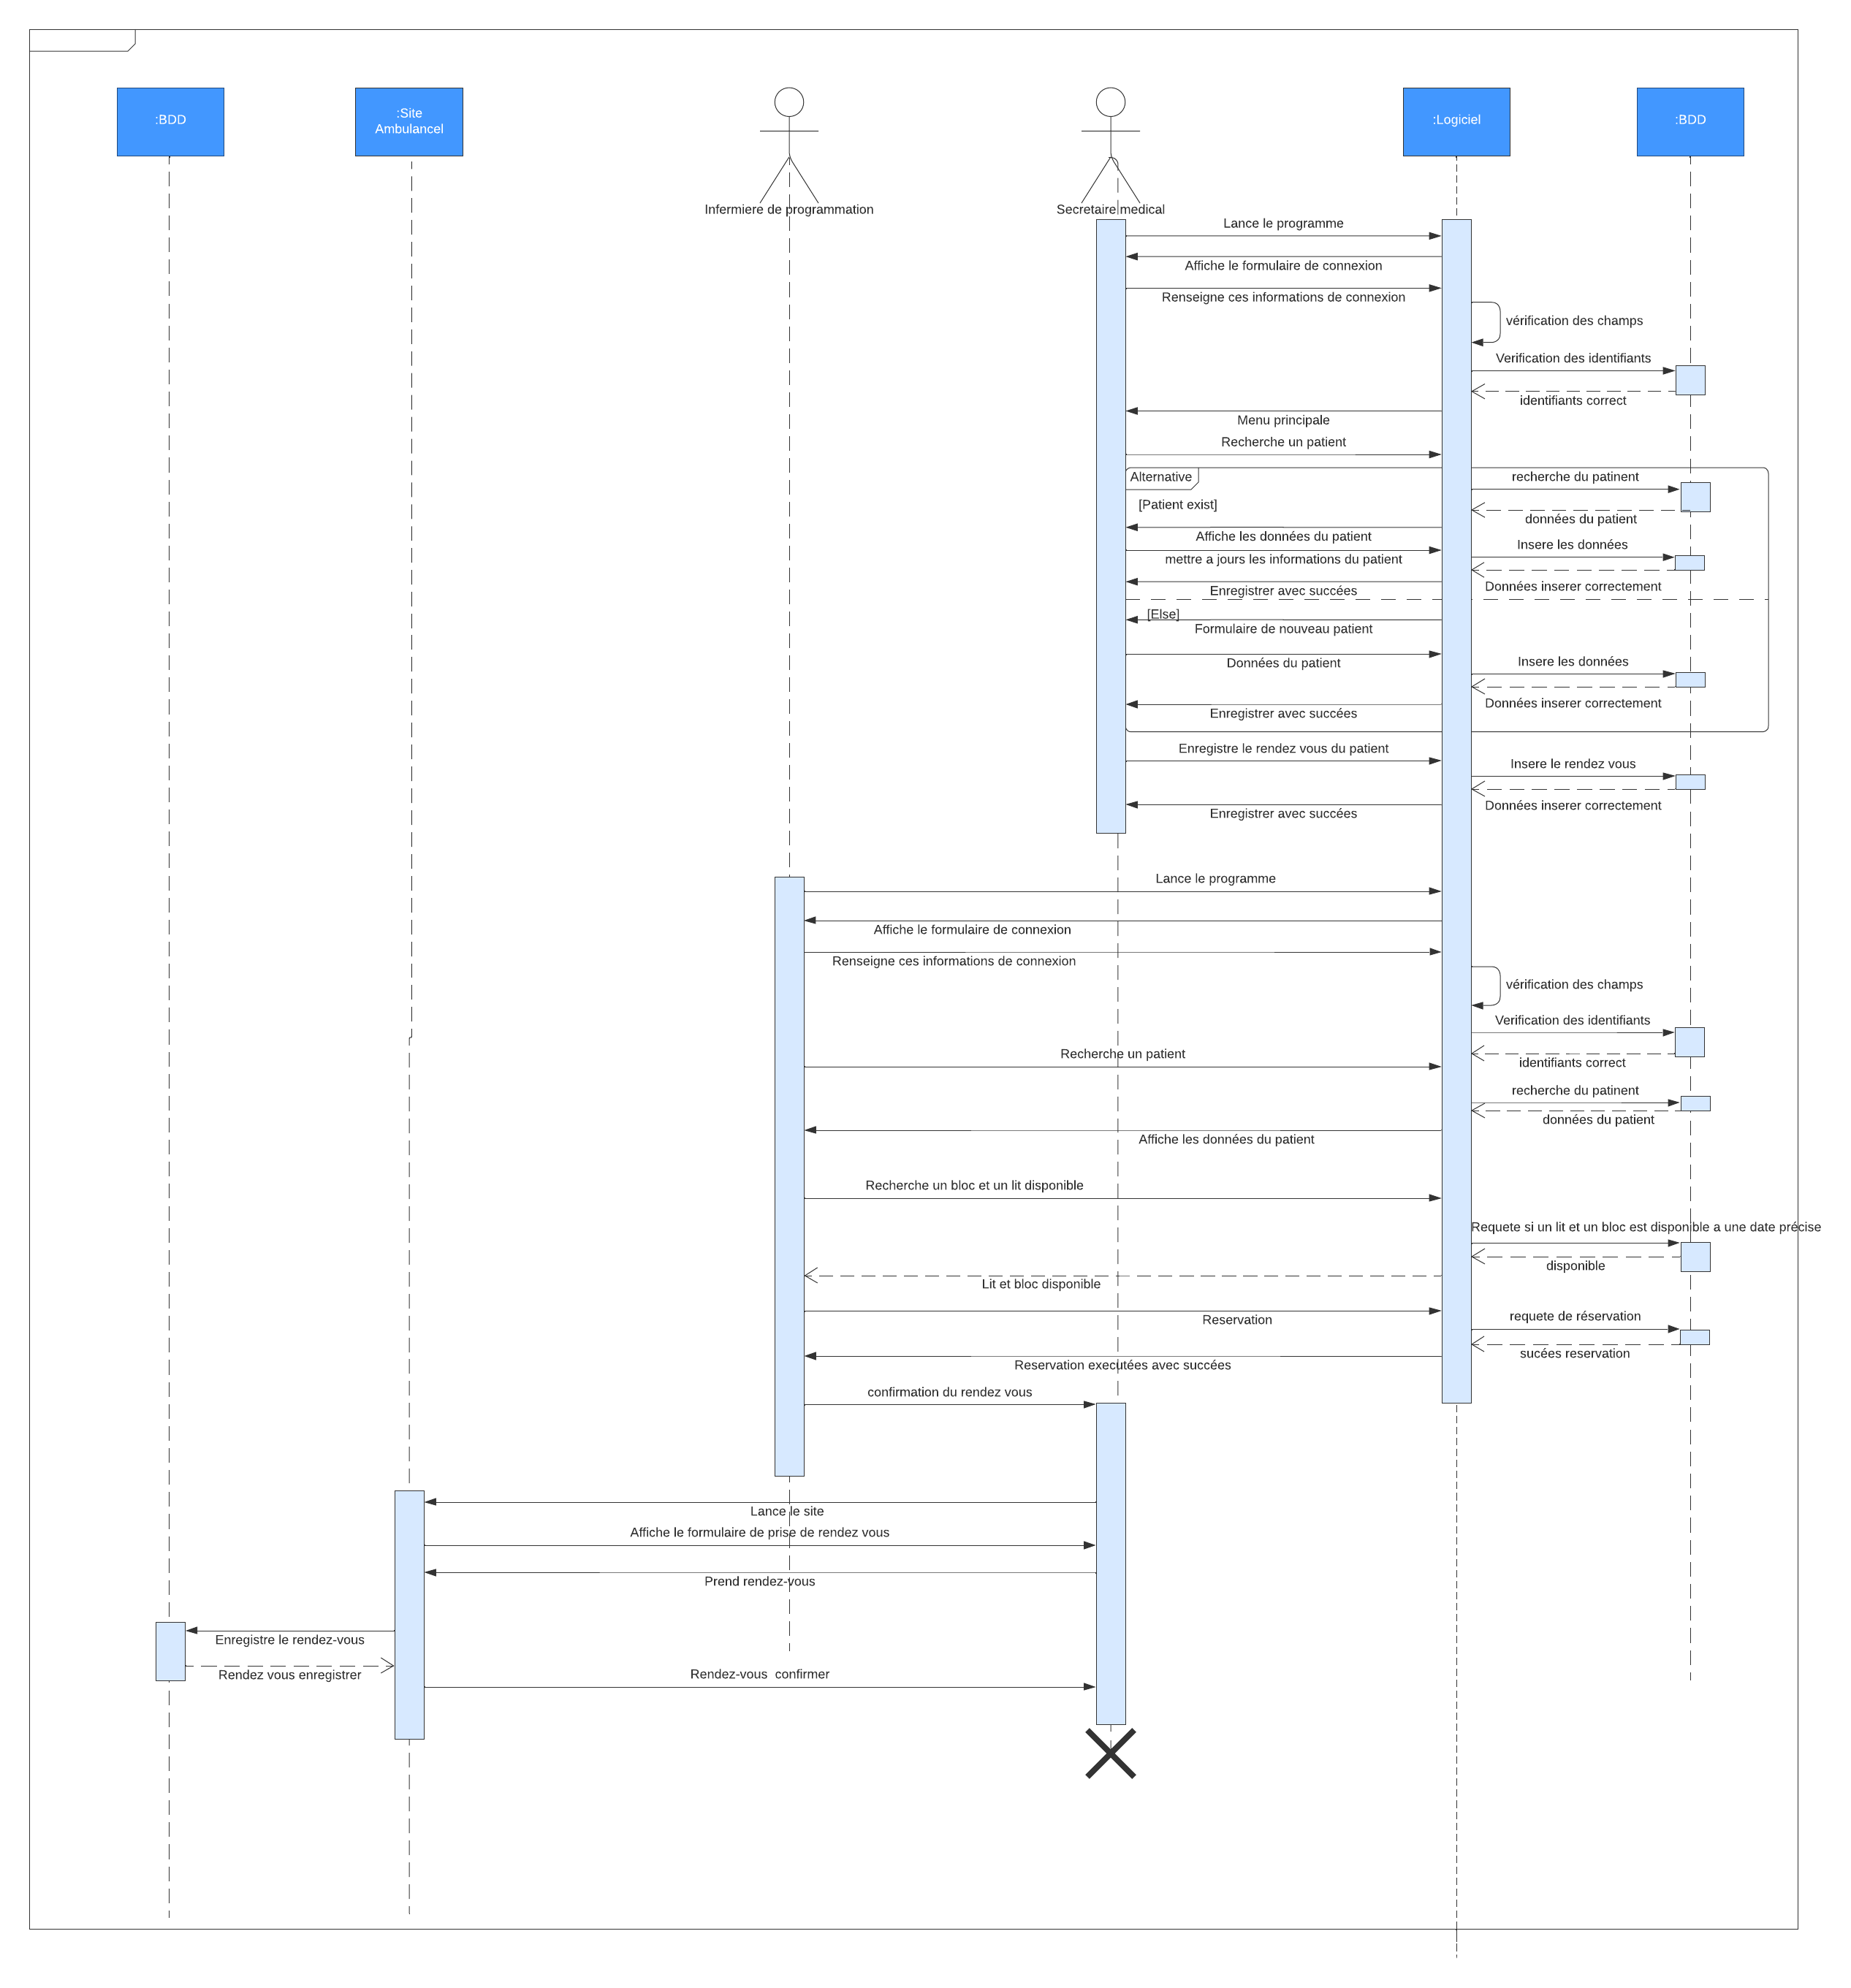 :BDD
:Site
Ambulancel
Infermiere de programmation
Secretaire medical
:Logiciel
:BDD
Lance le programme
Affiche le formulaire de connexion
Renseigne ces informations de connexion
vérification des champs
Verification des identifiants
identifiants correct
Menu principale
Recherche un patient
Alternative
recherche du patinent
[Patient exist]
données du patient
Affiche les données du patient
Insere les données
mettre a jours les informations du patient
Données inserer correctement
Enregistrer avec succées
[Else]
Formulaire de nouveau patient
Données du patient
Insere les données
Données inserer correctement
Enregistrer avec succées
Enregistre le rendez vous du patient
Insere le rendez vous
Données inserer correctement
Enregistrer avec succées
Lance le programme
Affiche le formulaire de connexion
Renseigne ces informations de connexion
vérification des champs
Verification des identifiants
Recherche un patient
identifiants correct
recherche du patinent
données du patient
Affiche les données du patient
Recherche un bloc et un lit disponible
Requete si un lit et un bloc est disponible a une date précise
disponible
Lit et bloc disponible
Reservation
requete de réservation
sucées reservation
Reservation executées avec succées
confirmation du rendez vous
Lance le site
Affiche le formulaire de prise de rendez vous
Prend rendez-vous
Enregistre le rendez-vous
Rendez vous enregistrer
Rendez-vous  confirmer